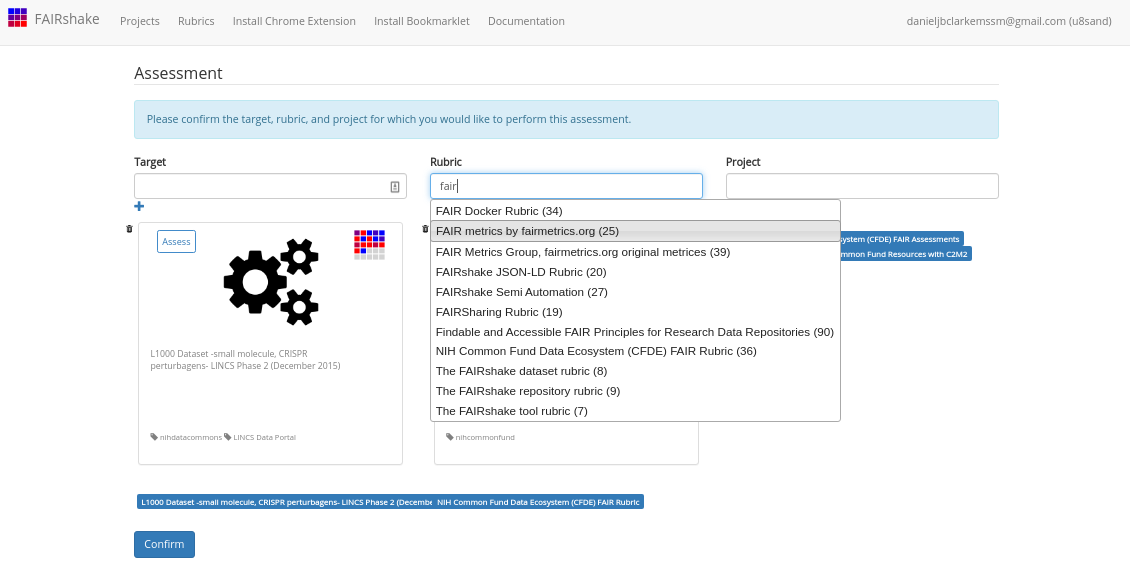 FAIRshake Projects Rubrics Install Chrome Extension Install Bookmarklet Documentation danieljbclarkemssm@gmail.com (u8sand)
Assessment
Please confirm the target, rubric, and project for which you would like to perform this assessment.
Target Rubric Project
fair
FAIR Docker Rubric (34)
FAIR metrics by fairmetrics.org (25)
FAIR Metrics Group, fairmetrics.org original metrices (39)
FAIRshake JSON-LD Rubric (20)
FAIRshake Semi Automation (27)
FAIRSharing Rubric (19)
Findable and Accessible FAIR Principles for Research Data Repositories (90)
NIH Common Fund Data Ecosystem (CFDE) FAIR Rubric (36)
The FAIRshake dataset rubric (8)
The FAIRshake repository rubric (9)
The FAIRshake tool rubric (7)
Assess
L1000 Dataset -small molecule, CRISPR
perturbagens- LINCS Phase 2 (December 2015)
nihdatacommons LINCS Data Portal
nihcommonfund
(CFDE) FAIR Assessments
Fund Resources with C2M2
L1000 Dataset -small molecule, CRISPR perturbagens- LINCS Phase 2 (Decembe NIH Common Fund Data Ecosystem (CFDE) FAIR Rubric
Confirm